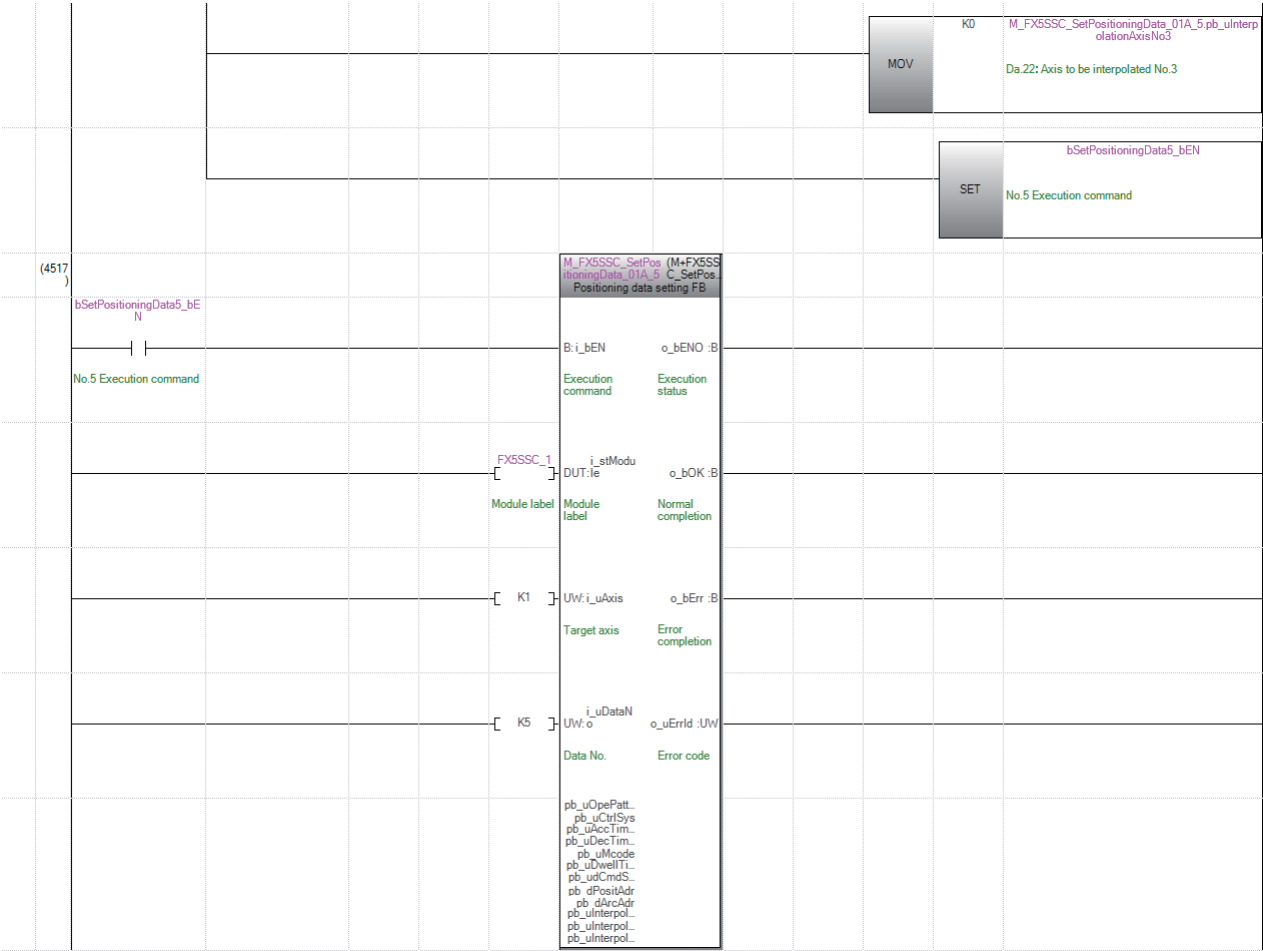 K0
M_FX5SSC_SetPositioningData_01A_5.pb_uInterp
olationAxisNo3
MOV
Da.22: Axis to be interpolated No.3
bSetPositioningData5_bEN
SET
No.5 Execution command
(4517
)
M_FX5SSC_SetPos (M+FX5SS
itioningData_01A_5 C_SetPos..
Positioning data setting FB
bSetPositioningData5_bE
N
B: i_bEN
o_bENO :B
No.5 Execution command
Execution
command
Execution
status
FX5SSC_1
i_stModu
DUT: le
o_bOK :B
Module label
Module
label
Normal
completion
K1
UW: i_uAxis
o_bErr :B
Target axis
Error
completion
i_uDataN
K5
UW: o
o_uErrId :UW
Data No.
Error code
pb_uOpePatt...
pb_uCtrlSys
pb_uAccTim...
pb_uDecTim...
pb_uMcode
pb_uDwellTi...
pb_udCmdS...
pb_dPositAdr
pb_dArcAdr
pb_uInterpol...
pb_uInterpol...
pb_uInterpol...